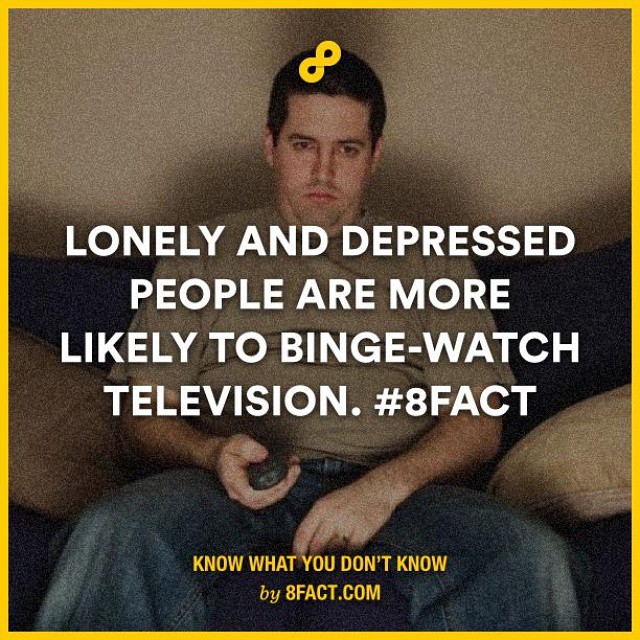 LONELY AND DEPRESSED
PEOPLE ARE MORE
LIKELY TO BINGE-WATCH
TELEVISION. #8FACT
KNOW WHAT YOU DON'T KNOW
by 8FACT.COM